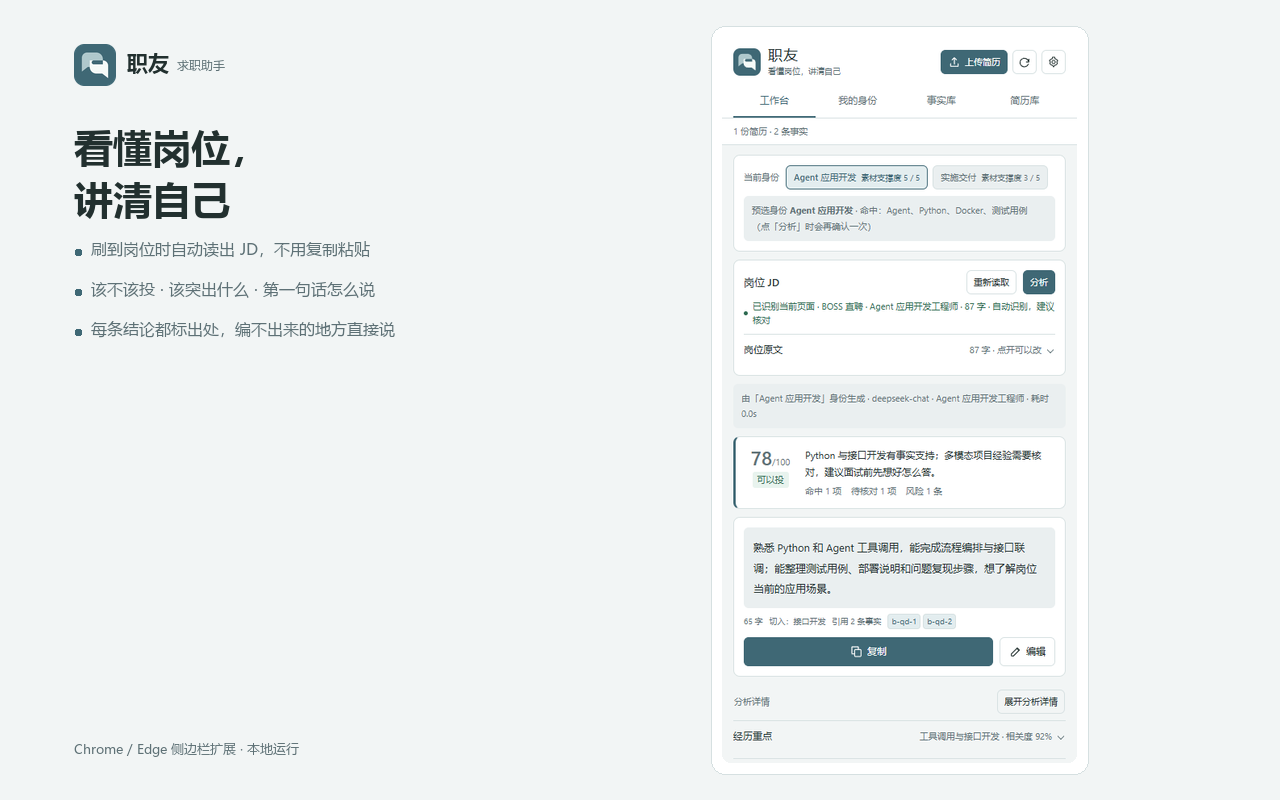 职友 求职助手
看懂岗位，
讲清自己
刷到岗位时自动读出 JD，不用复制粘贴
该不该投 · 该突出什么 · 第一句话怎么说
每条结论都标出处，编不出来的地方直接说
Chrome / Edge 侧边栏扩展 · 本地运行
职友
看懂岗位，讲清自己
上传简历
工作台 我的身份 事实库 简历库
1 份简历 · 2 条事实
当前身份 Agent 应用开发 素材支撑度 5 / 5 实施交付 素材支撑度 3 / 5
预选身份 Agent 应用开发 · 命中：Agent、Python、Docker、测试用例
（点「分析」时会再确认一次）
岗位 JD 重新读取 分析
已识别当前页面 · BOSS 直聘 · Agent 应用开发工程师 · 87 字 · 自动识别，建议
核对
岗位原文 87 字 · 点开可以改
由「Agent 应用开发」身份生成 · deepseek-chat · Agent 应用开发工程师 · 耗时
0.0s
78/100
可以投
Python 与接口开发有事实支持；多模态项目经验需要核
对，建议面试前先想好怎么答。
命中 1 项 待核对 1 项 风险 1 条
熟悉 Python 和 Agent 工具调用，能完成流程编排与接口联
调；能整理测试用例、部署说明和问题复现步骤，想了解岗位
当前的应用场景。
65 字 切入：接口开发 引用 2 条事实 b-qd-1 b-qd-2
复制 编辑
分析详情 展开分析详情
经历重点 工具调用与接口开发 · 相关度 92%